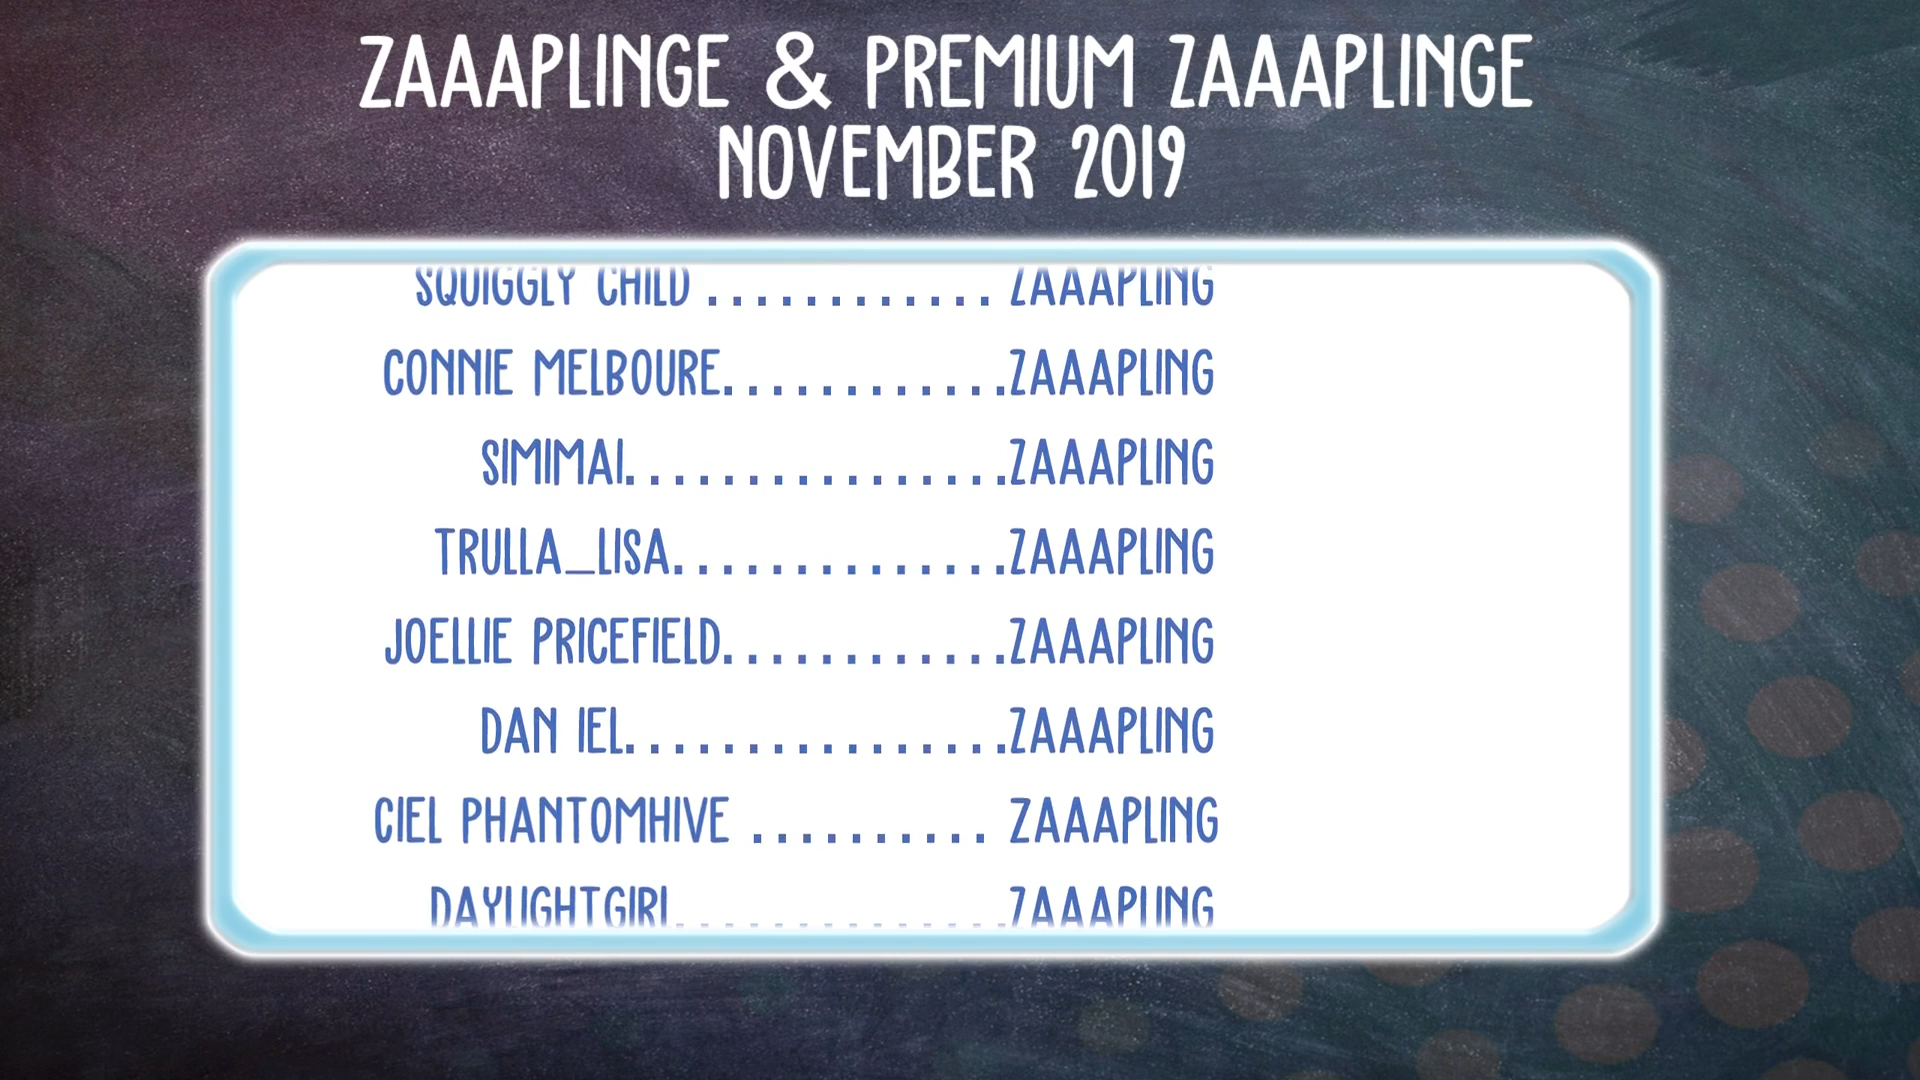 ZAAAPLINGE & PREMIUM ZAAAPLINGE
NOVEMBER 2019
SQUIGGLY CHILD ............ ZAAAPLING
CONNIE MELBOURE............ZAAAPLING
SIMIMAI................ZAAAPLING
TRULLA_LISA..............ZAAAPLING
JOELLIE PRICEFIELD............ZAAAPLING
DAN IEL................ZAAAPLING
CIEL PHANTOMHIVE .......... ZAAAPLING
DAYLIGHTGIRL..............ZAAAPLING